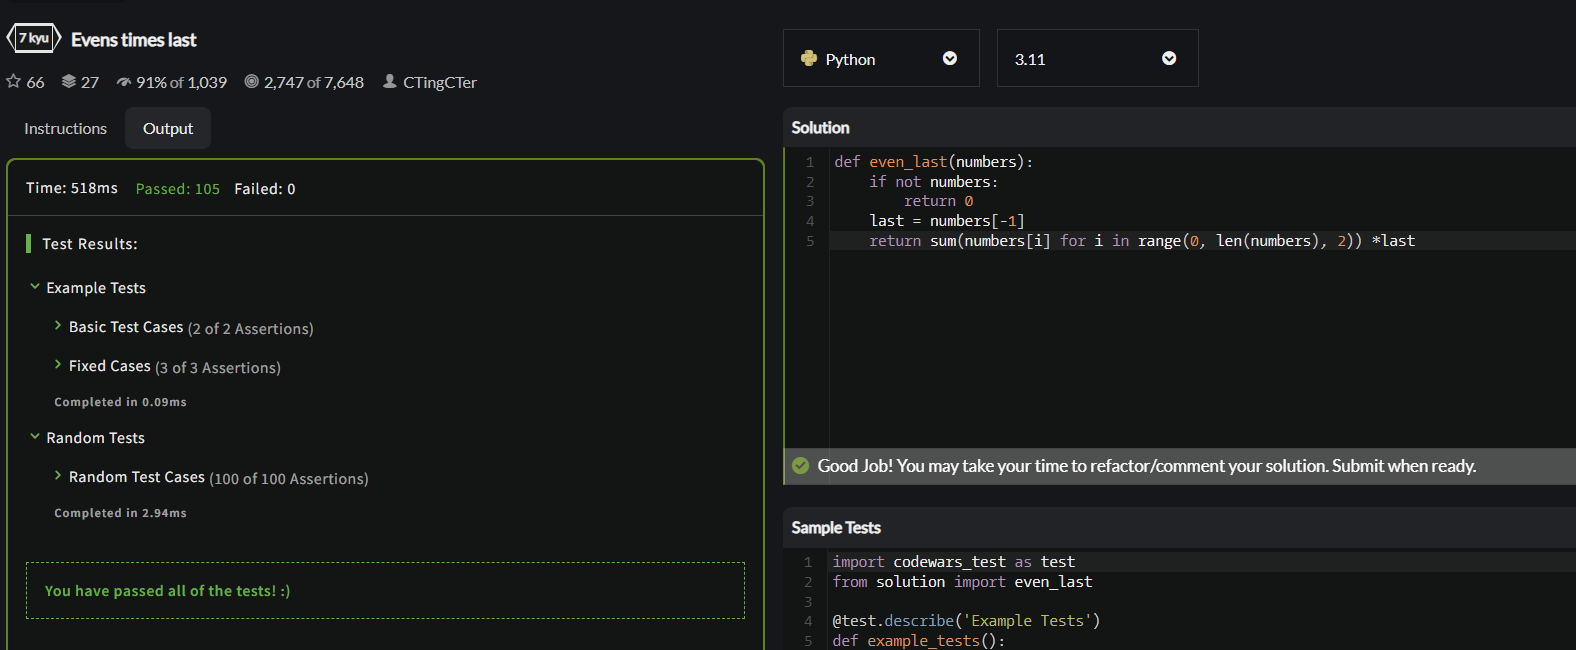 7 kyu Evens times last
66 27 91% of 1,039 2,747 of 7,648 CTingCTer
Instructions Output
Time: 518ms Passed: 105 Failed: 0
Test Results:
Example Tests
Basic Test Cases (2 of 2 Assertions)
Fixed Cases (3 of 3 Assertions)
Completed in 0.09ms
Random Tests
Random Test Cases (100 of 100 Assertions)
Completed in 2.94ms
You have passed all of the tests! :)
Python 3.11
Solution
1 def even_last(numbers):
2     if not numbers:
3         return 0
4     last = numbers[-1]
5     return sum(numbers[i] for i in range(0, len(numbers), 2)) *last
Good Job! You may take your time to refactor/comment your solution. Submit when ready.
Sample Tests
1 import codewars_test as test
2 from solution import even_last
3
4 @test.describe('Example Tests')
5 def example_tests():